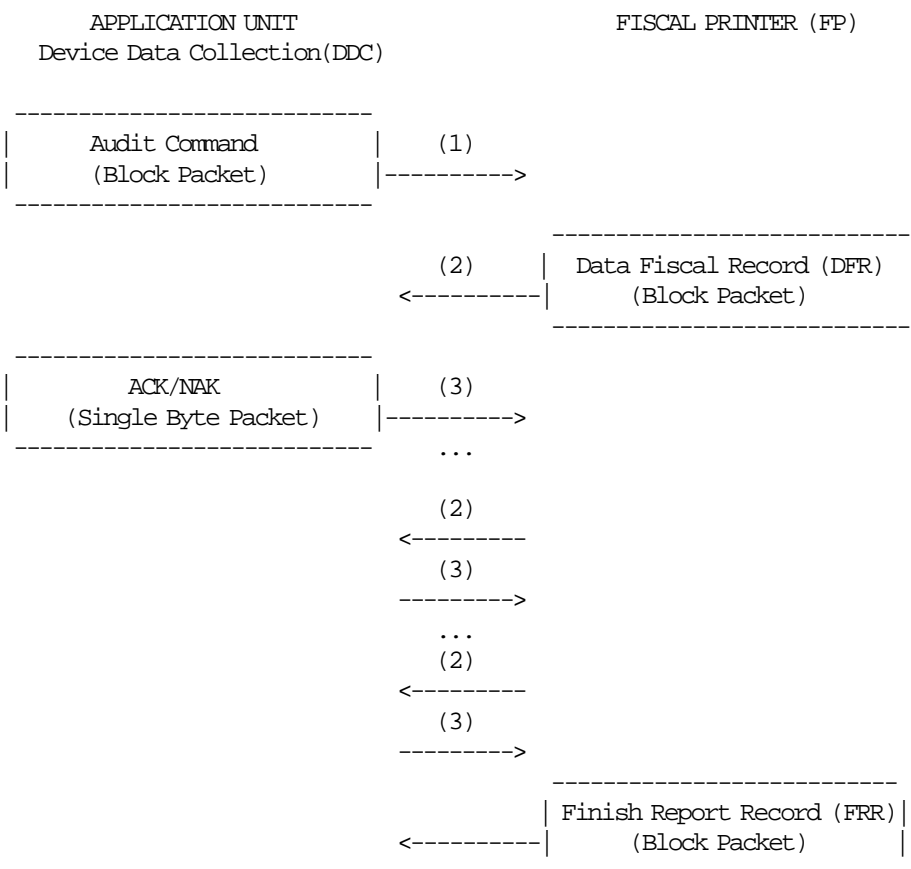 APPLICATION UNIT FISCAL PRINTER (FP)
Device Data Collection(DDC)
Audit Command (1)
(Block Packet)
(2) Data Fiscal Record (DFR)
(Block Packet)
ACK/NAK (3)
(Single Byte Packet)
...
(2)
(3)
...
(2)
(3)
Finish Report Record (FRR)
(Block Packet)